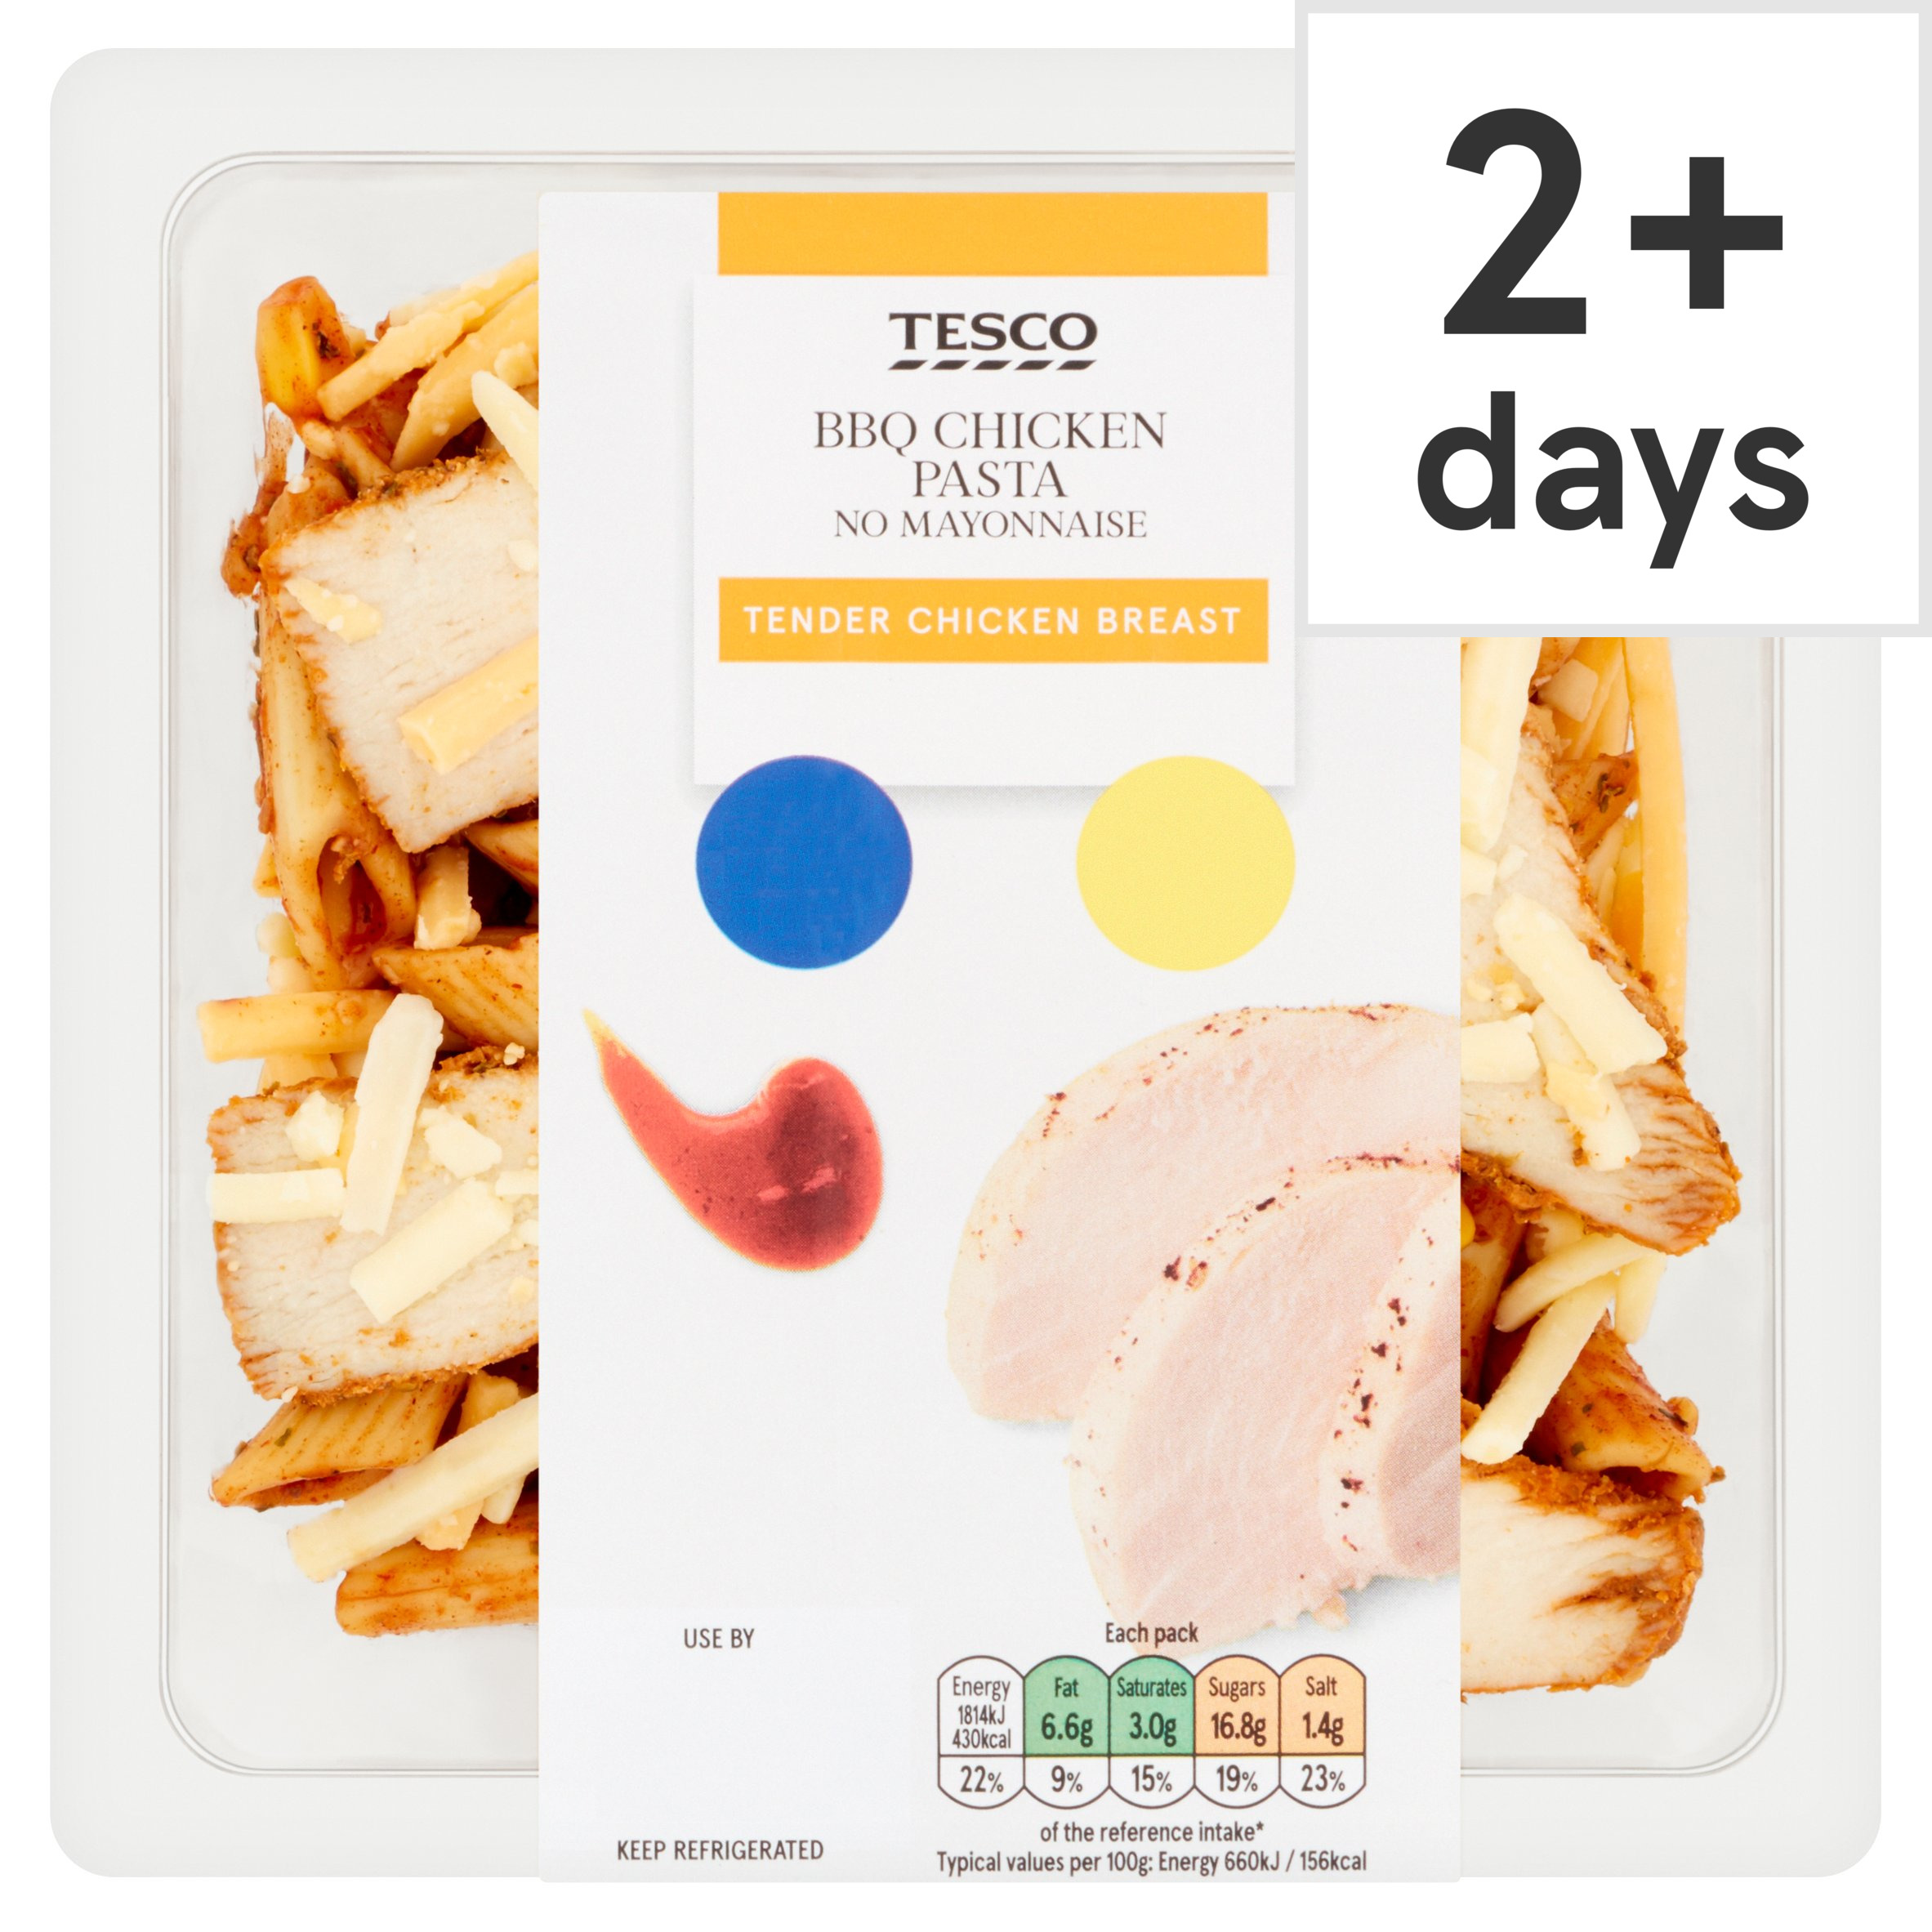 2+
days
TESCO
BBQ CHICKEN
PASTA
NO MAYONNAISE
TENDER CHICKEN BREAST
USE BY
KEEP REFRIGERATED
Each pack
Energy
1814kJ
430kcal
22%
Fat
6.6g
9%
Saturates
3.0g
15%
Sugars
16.8g
19%
Salt
1.4g
23%
of the reference intake*
Typical values per 100g: Energy 660kJ / 156kcal